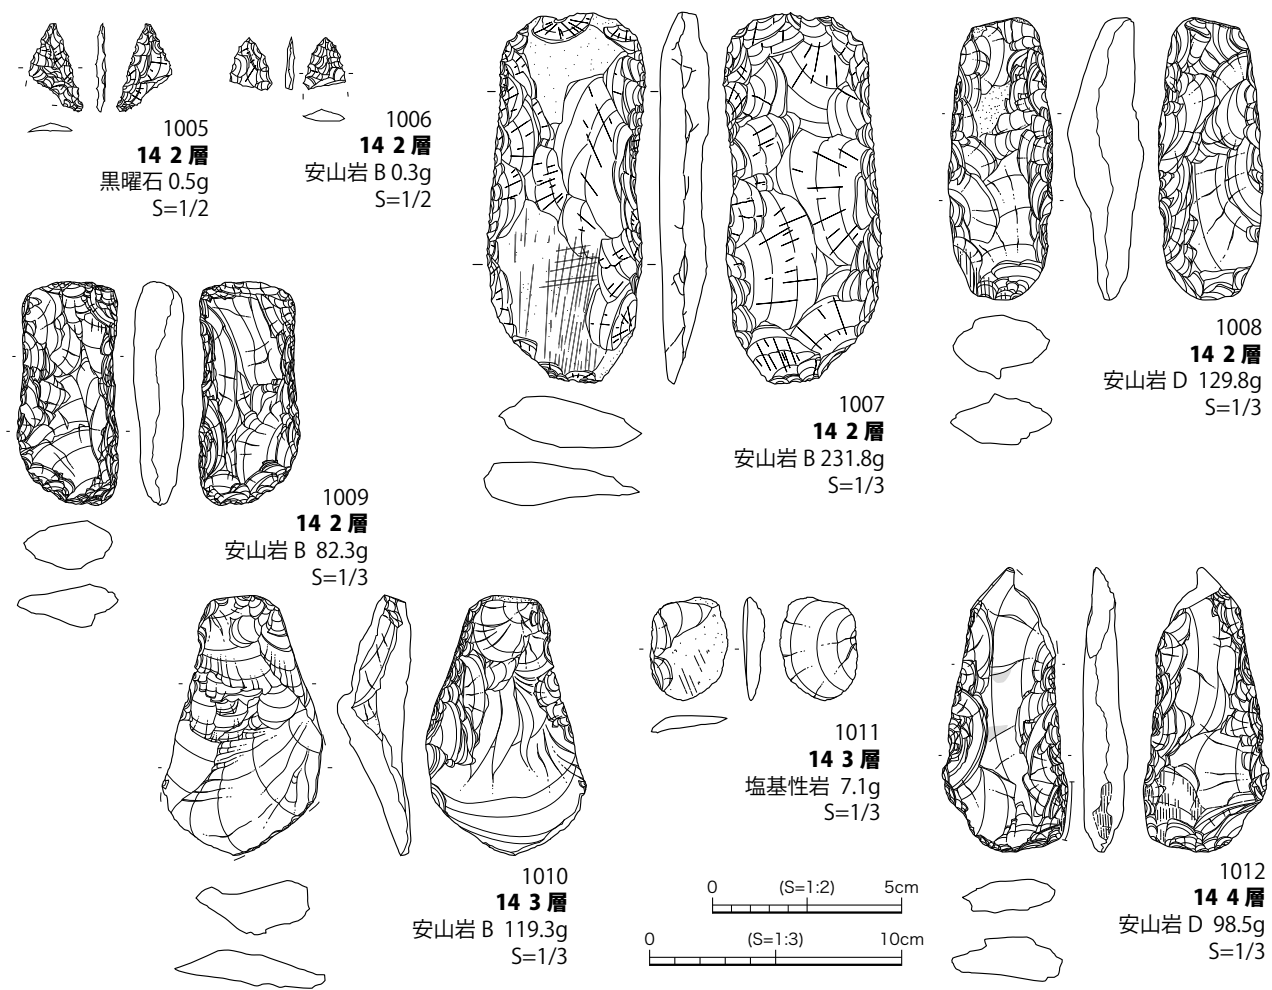 1005
14 2 層
黒曜石 0.5g
S=1/2
1006
14 2 層
安山岩 B 0.3g
S=1/2
1007
14 2 層
安山岩 B 231.8g
S=1/3
1008
14 2 層
安山岩 D 129.8g
S=1/3
1009
14 2 層
安山岩 B 82.3g
S=1/3
1010
14 3 層
安山岩 B 119.3g
S=1/3
1011
14 3 層
塩基性岩 7.1g
S=1/3
1012
14 4 層
安山岩 D 98.5g
S=1/3
0 (S=1:2) 5cm
0 (S=1:3) 10cm